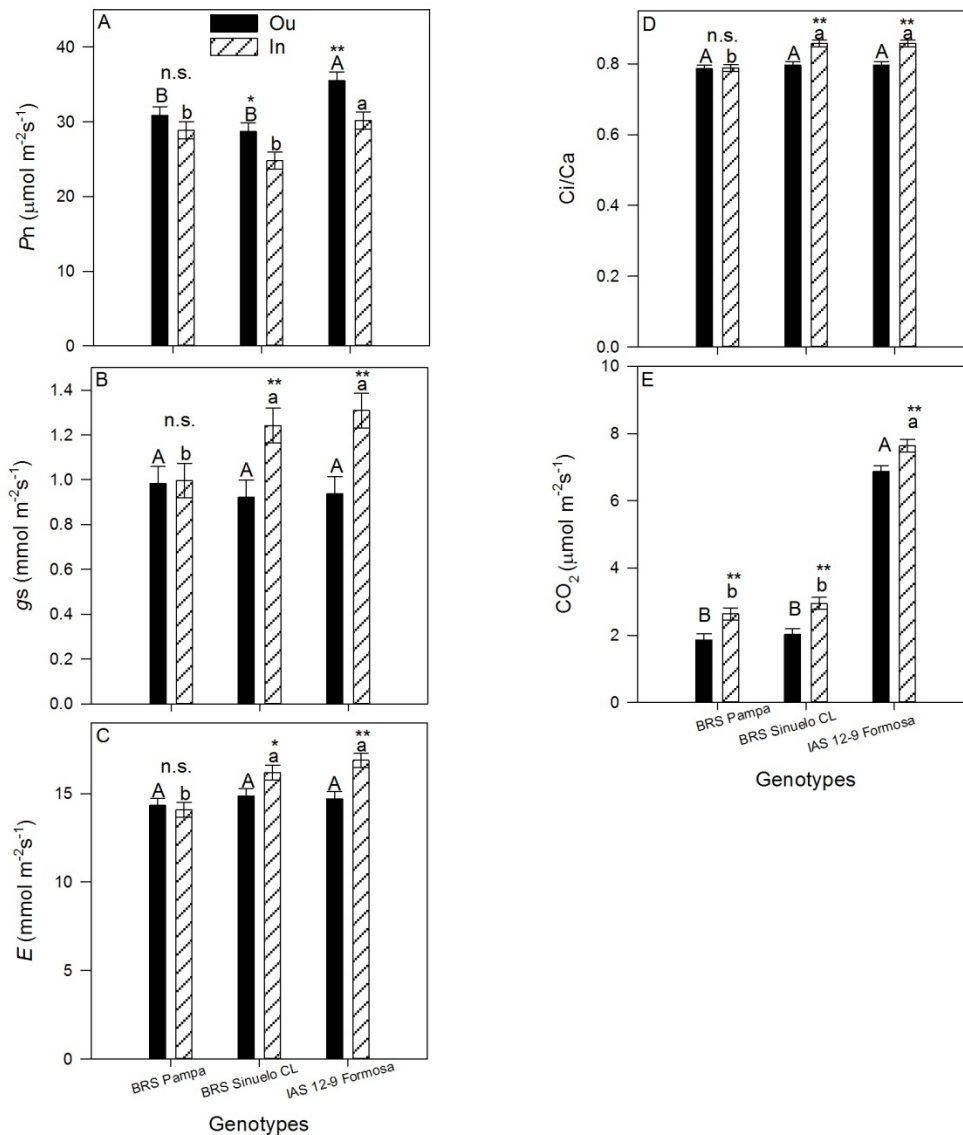 A
Ou
In
40
30
20
10
0
Pn (μmol m⁻²s⁻¹)
n.s.
B
b
*
B
b
**
A
a
B
1.4
1.2
1.0
0.8
0.6
0.4
0.2
0.0
gs (mmol m⁻²s⁻¹)
n.s.
A
b
A
**
a
A
**
a
C
15
10
5
0
E (mmol m⁻²s⁻¹)
n.s.
A
b
A
*
a
A
**
a
BRS Pampa
BRS Sinuelo CL
IAS 12-9 Formosa
Genotypes
D
0.8
0.6
0.4
0.2
0.0
Ci/Ca
n.s.
A
b
A
**
a
A
**
a
E
10
8
6
4
2
0
CO₂ (μmol m⁻²s⁻¹)
B
**
b
B
**
b
A
**
a
BRS Pampa
BRS Sinuelo CL
IAS 12-9 Formosa
Genotypes